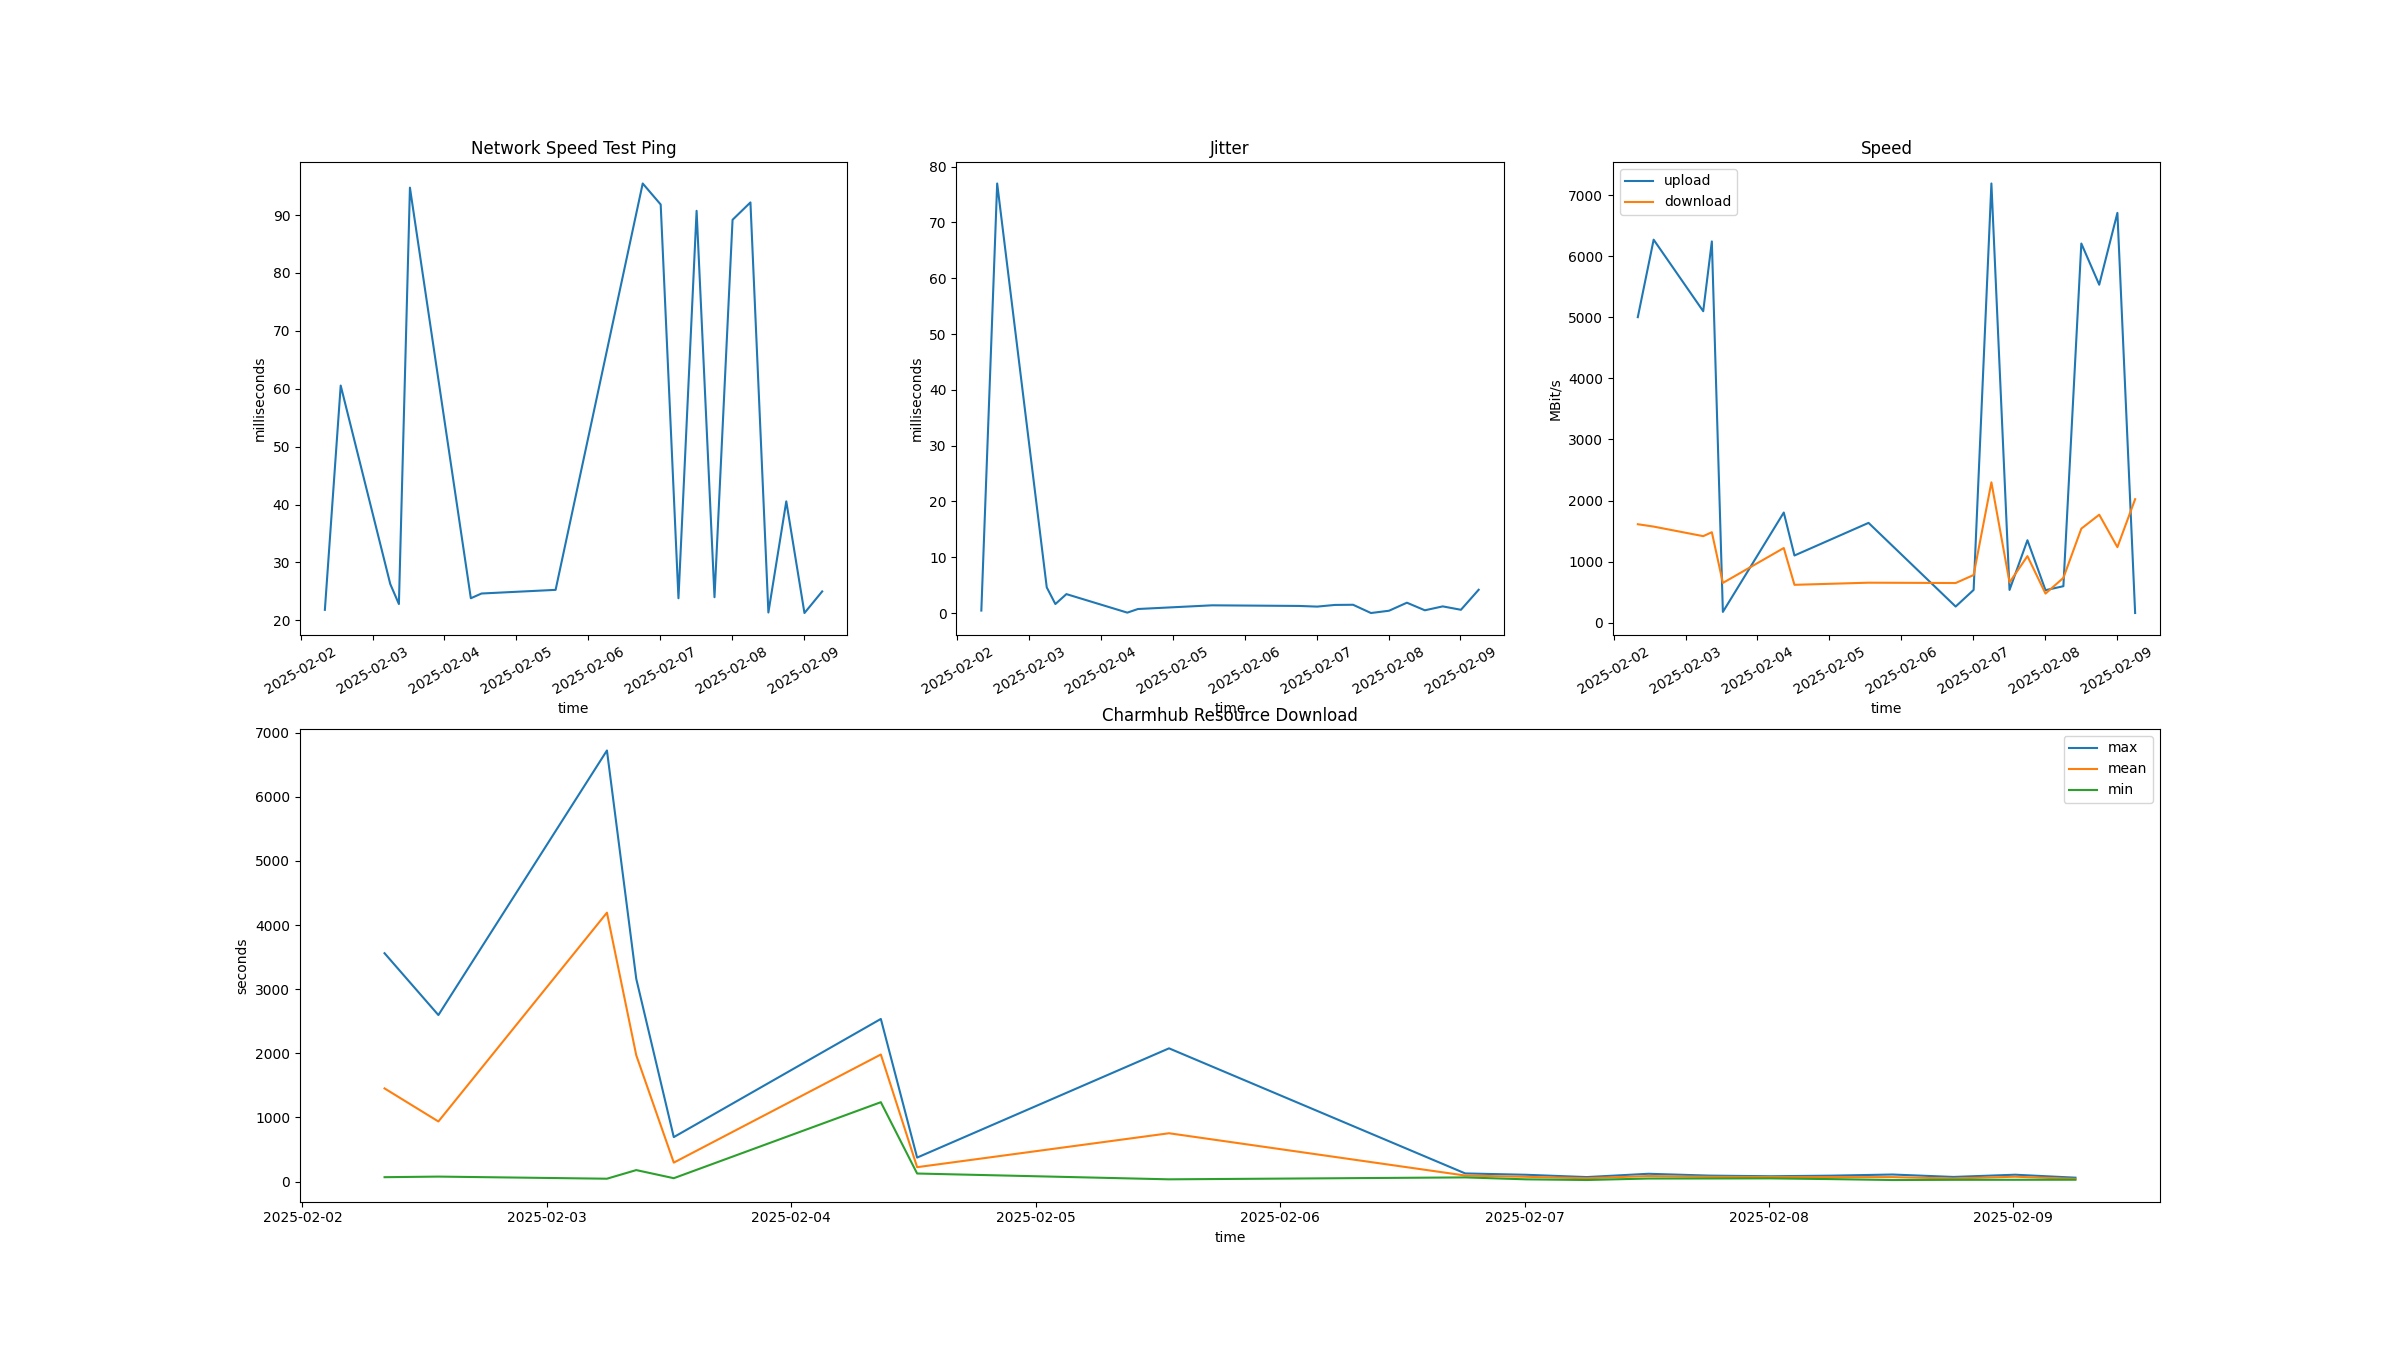 Network Speed Test Ping
90
80
70
60
50
40
30
20
milliseconds
2025-02-02 2025-02-03 2025-02-04 2025-02-05 2025-02-06 2025-02-07 2025-02-08 2025-02-09
time
Jitter
80
70
60
50
40
30
20
10
0
milliseconds
2025-02-02 2025-02-03 2025-02-04 2025-02-05 2025-02-06 2025-02-07 2025-02-08 2025-02-09
time
Speed
upload
download
7000
6000
5000
4000
3000
2000
1000
0
MBit/s
2025-02-02 2025-02-03 2025-02-04 2025-02-05 2025-02-06 2025-02-07 2025-02-08 2025-02-09
time
Charmhub Resource Download
max
mean
min
7000
6000
5000
4000
3000
2000
1000
0
seconds
2025-02-02 2025-02-03 2025-02-04 2025-02-05 2025-02-06 2025-02-07 2025-02-08 2025-02-09
time